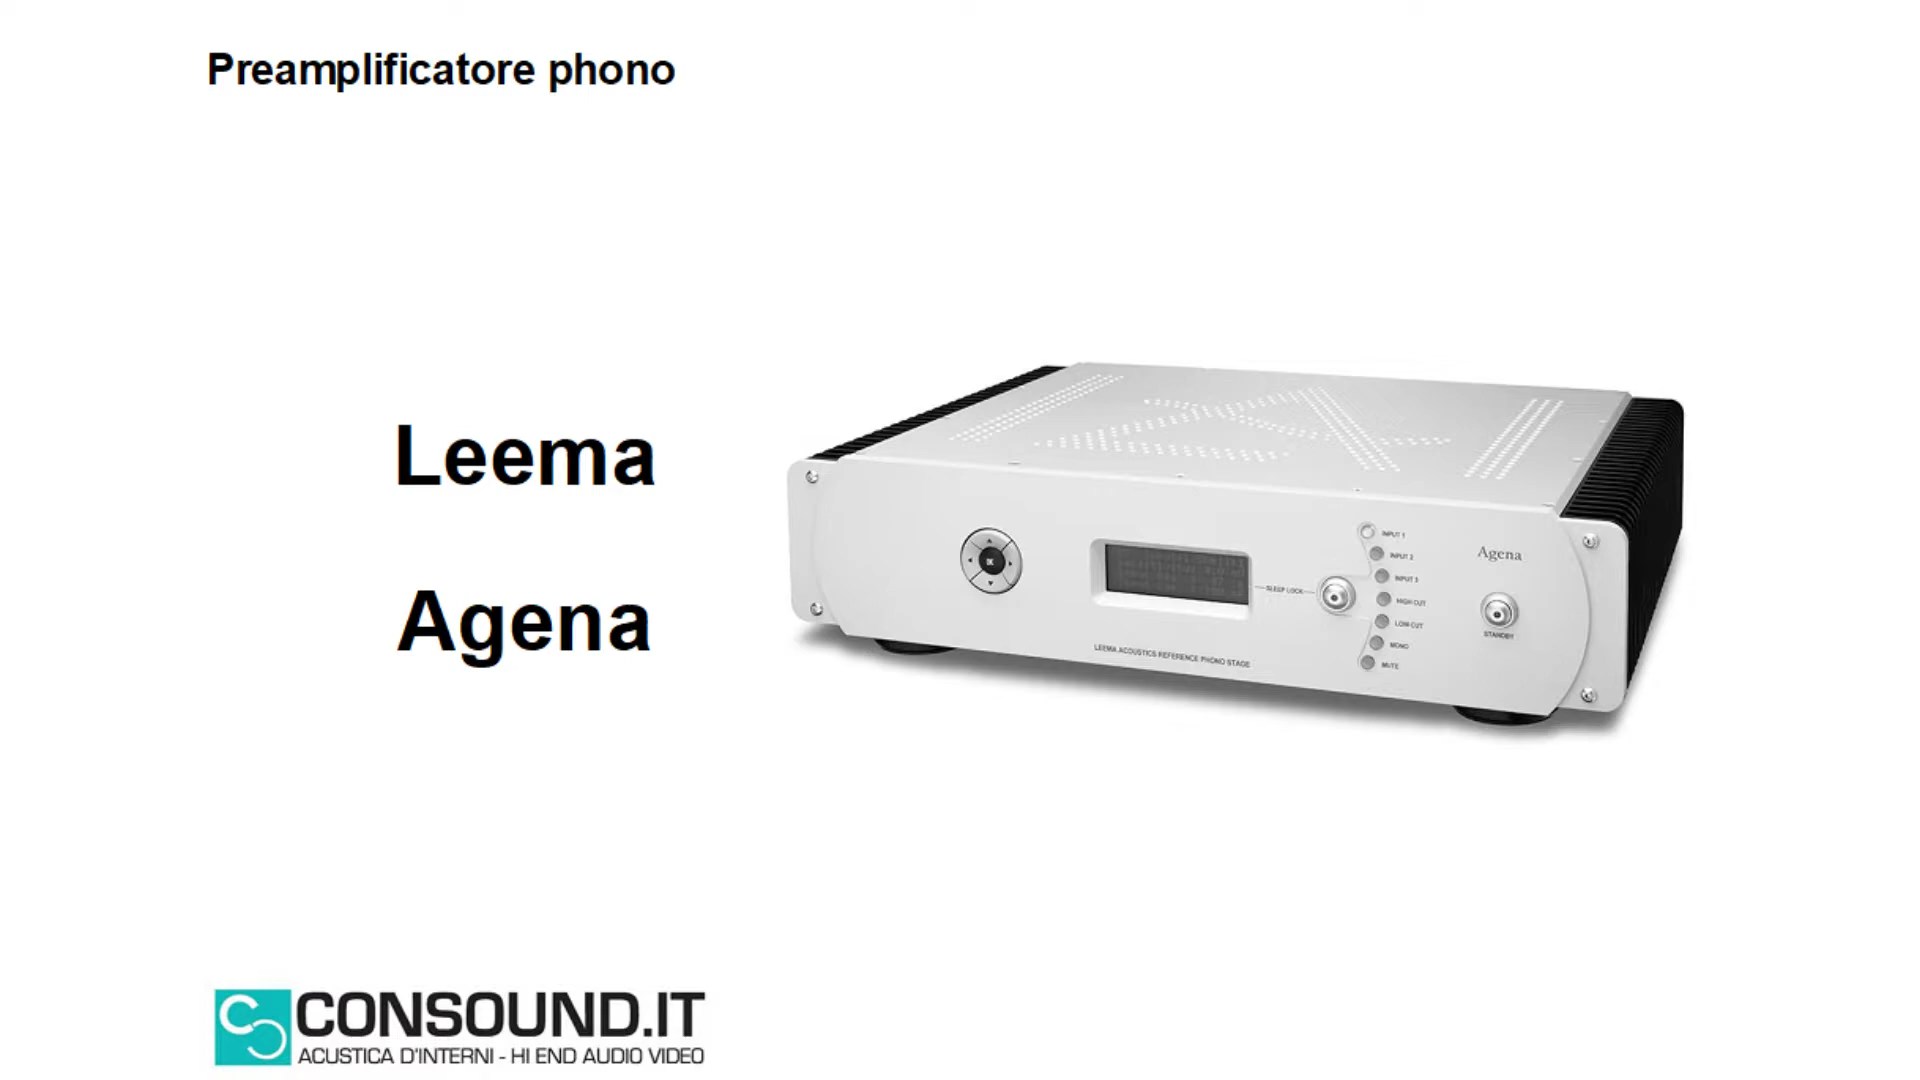 Preamplificatore phono
Leema
Agena
INPUT 1
INPUT 2
INPUT 3
HIGH CUT
LOW CUT
MONO
MUTE
SLEEP LOCK
Agena
STANDBY
OK
LEEMA ACOUSTICS REFERENCE PHONO STAGE
CONSOUND.IT
ACUSTICA D'INTERNI - HI END AUDIO VIDEO